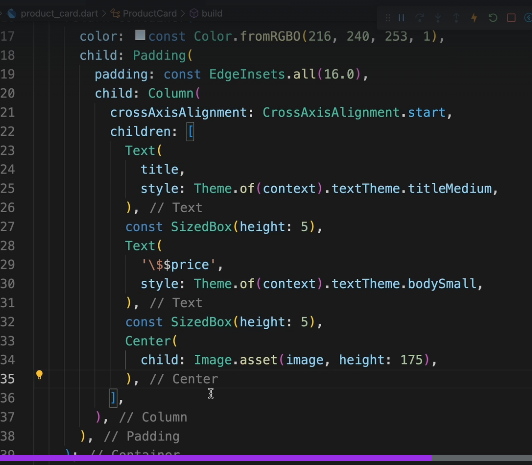 product_card.dart › ProductCard › build
17 color: const Color.fromRGBO(216, 240, 253, 1),
18 child: Padding(
19 padding: const EdgeInsets.all(16.0),
20 child: Column(
21 crossAxisAlignment: CrossAxisAlignment.start,
22 children: [
23 Text(
24 title,
25 style: Theme.of(context).textTheme.titleMedium,
26 ), // Text
27 const SizedBox(height: 5),
28 Text(
29 '\$$price',
30 style: Theme.of(context).textTheme.bodySmall,
31 ), // Text
32 const SizedBox(height: 5),
33 Center(
34 child: Image.asset(image, height: 175),
35 ), // Center
36 ],
37 ), // Column
38 ), // Padding
39 ); // Container